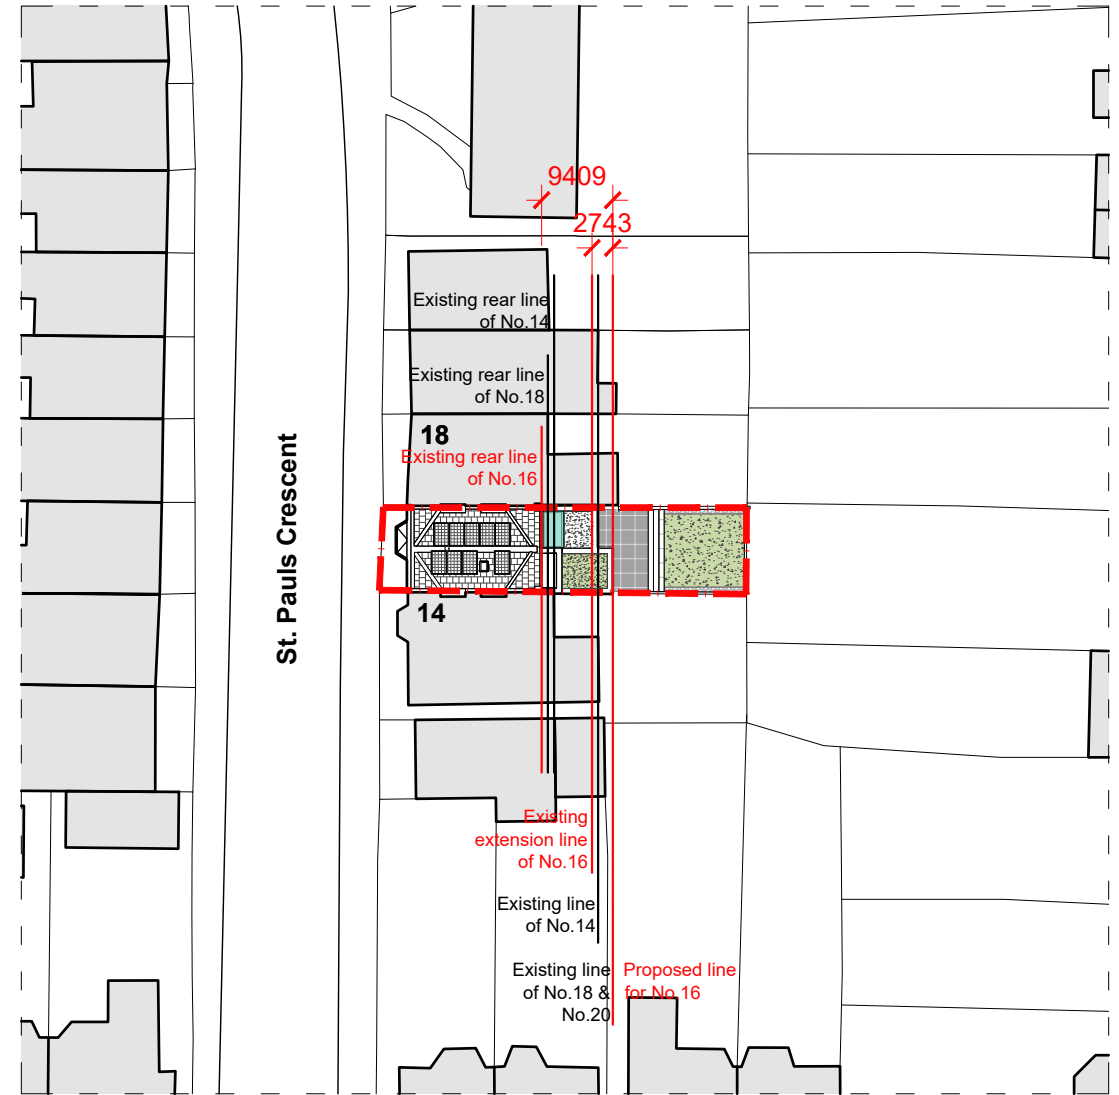 9409
2743
Existing rear line
of No.14
Existing rear line
of No.18
18
Existing rear line
of No.16
St. Pauls Crescent
14
Existing
extension line
of No.16
Existing line
of No.14
Existing line
of No.18 &
No.20
Proposed line
for No.16